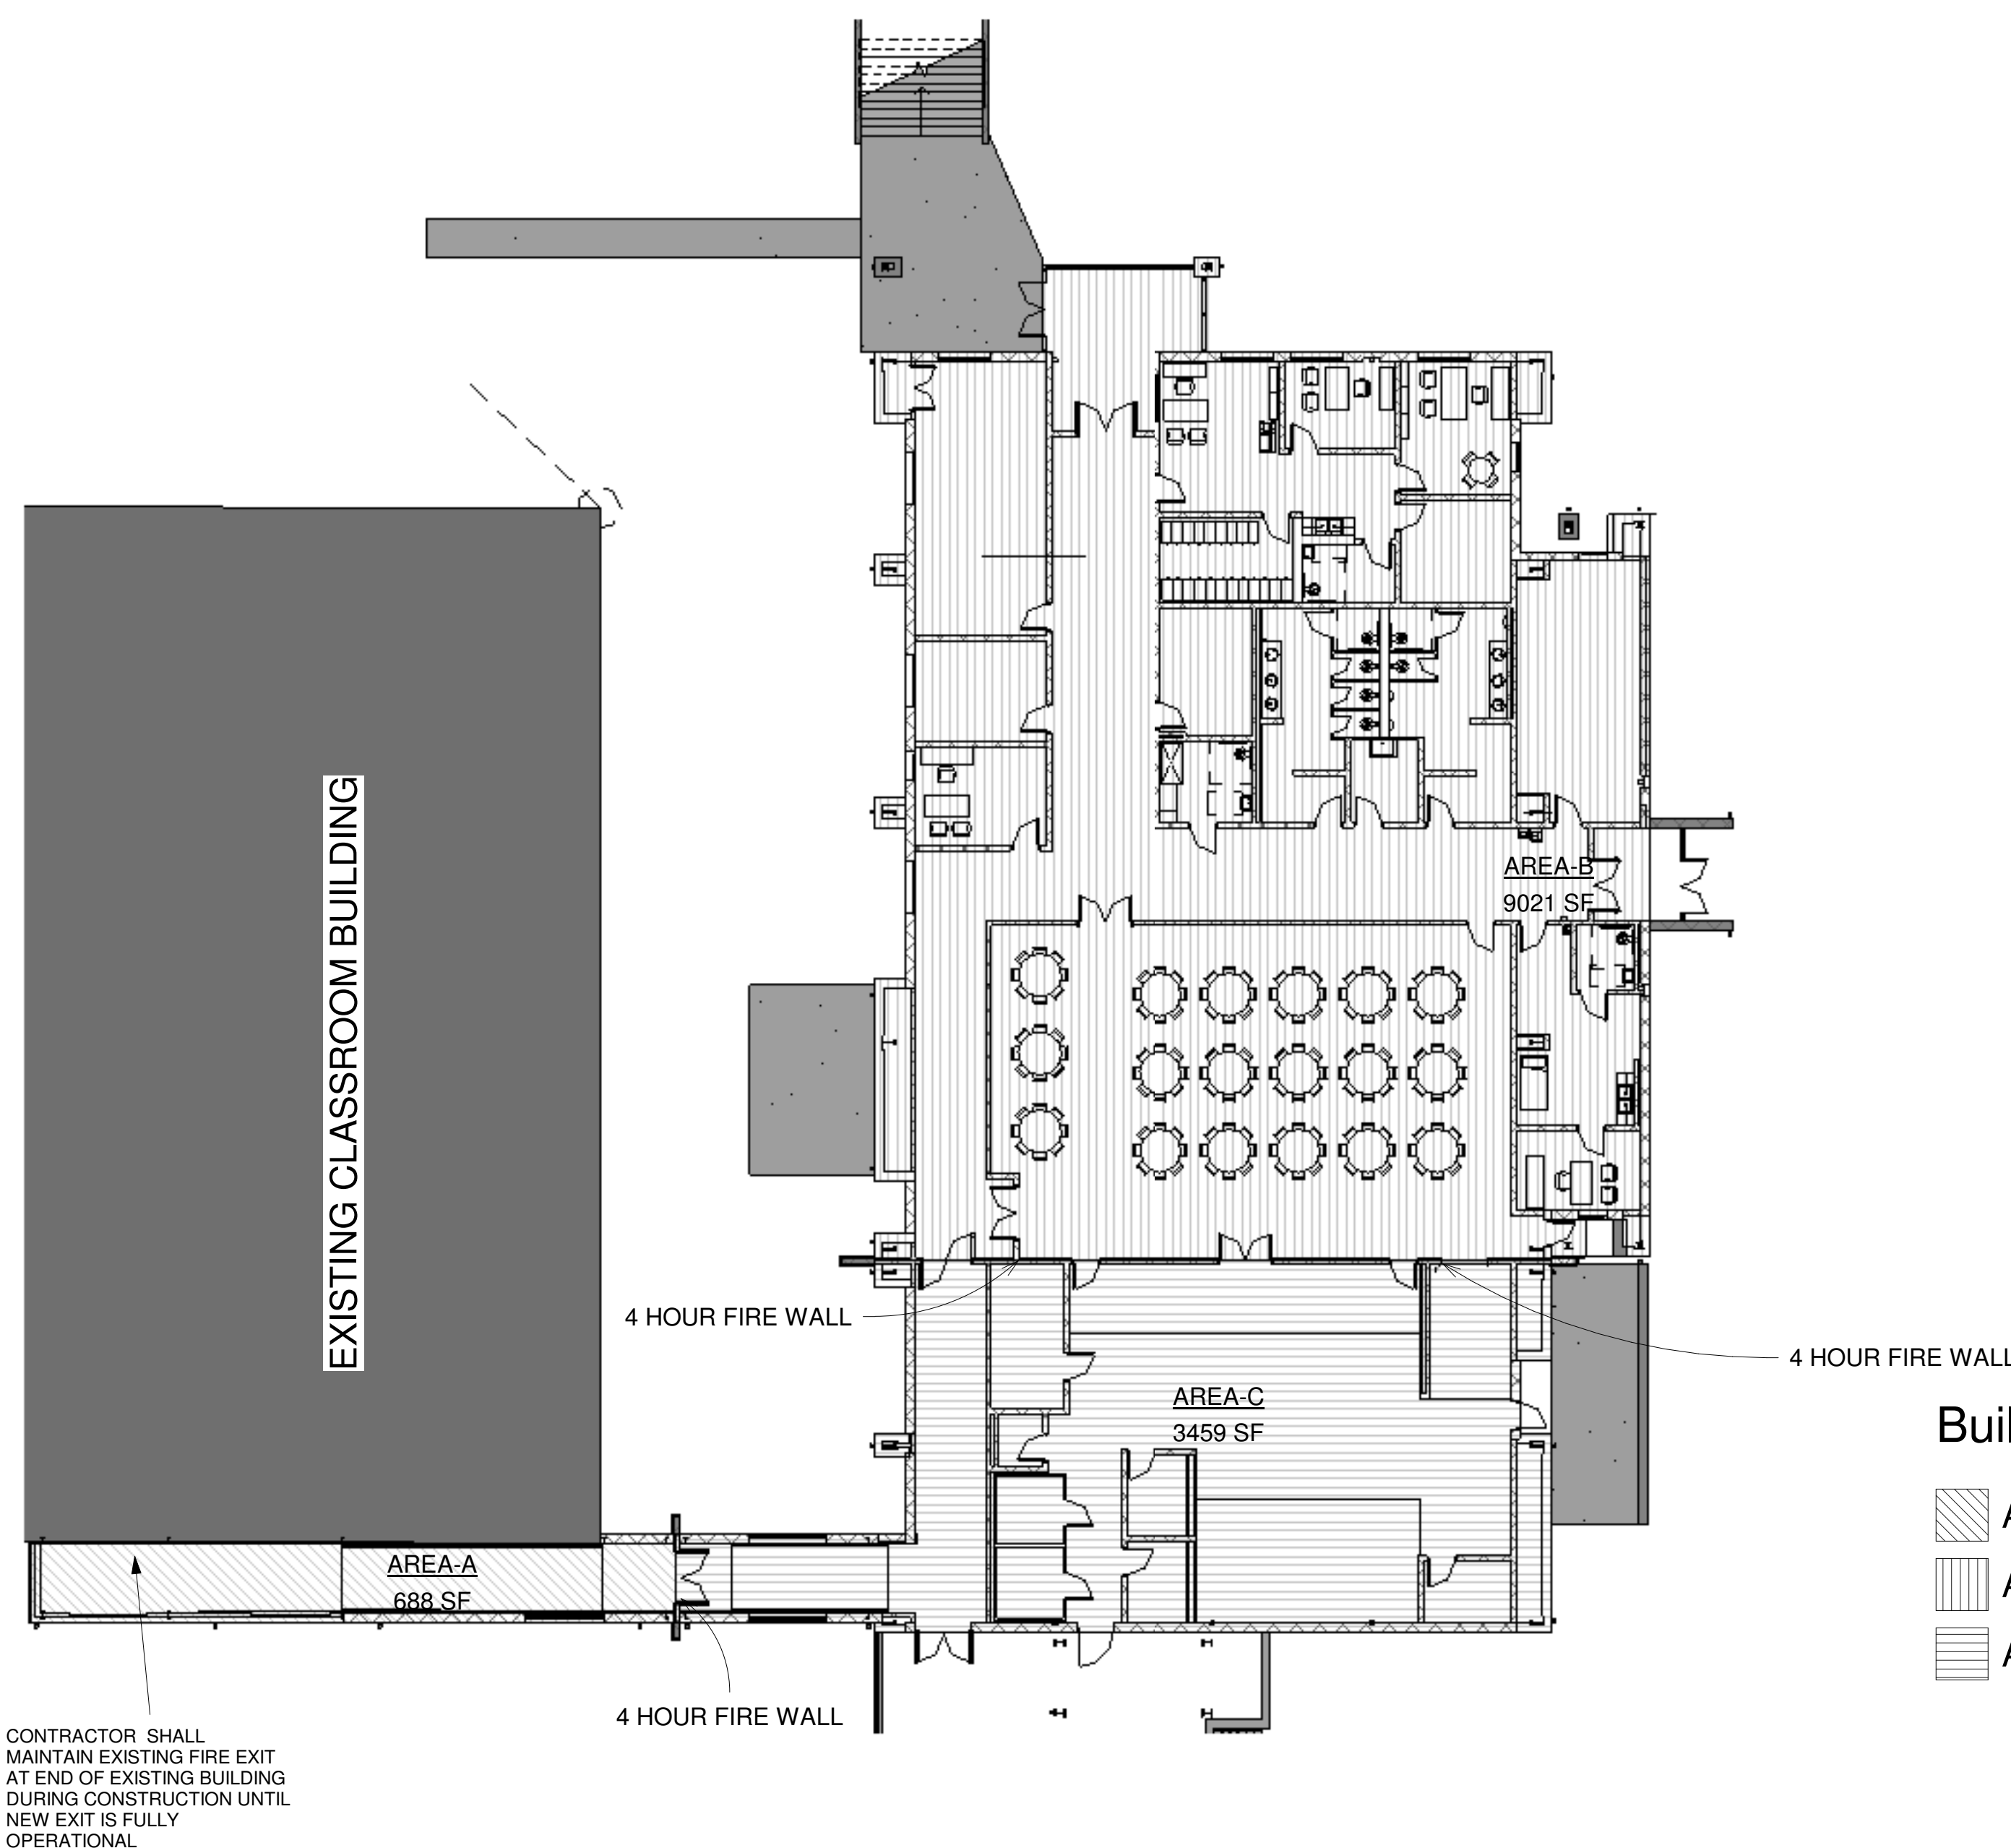 EXISTING CLASSROOM BUILDING
AREA-B
9021 SF
4 HOUR FIRE WALL
4 HOUR FIRE WALL
AREA-C
3459 SF
AREA-A
688 SF
4 HOUR FIRE WALL
CONTRACTOR SHALL
MAINTAIN EXISTING FIRE EXIT
AT END OF EXISTING BUILDING
DURING CONSTRUCTION UNTIL
NEW EXIT IS FULLY
OPERATIONAL